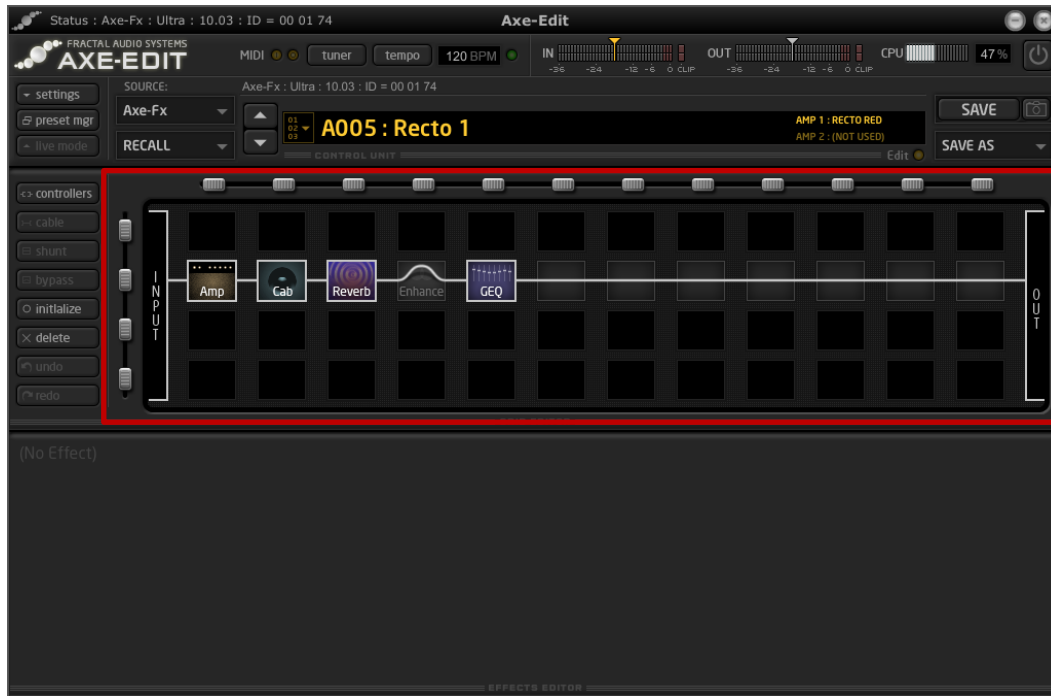 Status : Axe-Fx : Ultra : 10.03 : ID = 00 01 74
Axe-Edit
FRACTAL AUDIO SYSTEMS
AXE-EDIT
MIDI
tuner
tempo
120 BPM
IN
-36 -24 -12 -6 0 CLIP
OUT
-36 -24 -12 -6 0 CLIP
CPU
47 %
settings
preset mgr
live mode
SOURCE:
Axe-Fx
RECALL
Axe-Fx : Ultra : 10.03 : ID = 00 01 74
01
02
03
A005 : Recto 1
AMP 1 : RECTO RED
AMP 2 : (NOT USED)
CONTROL UNIT
Edit
SAVE
SAVE AS
controllers
cable
shunt
bypass
initlalize
delete
undo
redo
INPUT
Amp
Cab
Reverb
Enhance
GEQ
OUT
(No Effect)
EFFECTS EDITOR